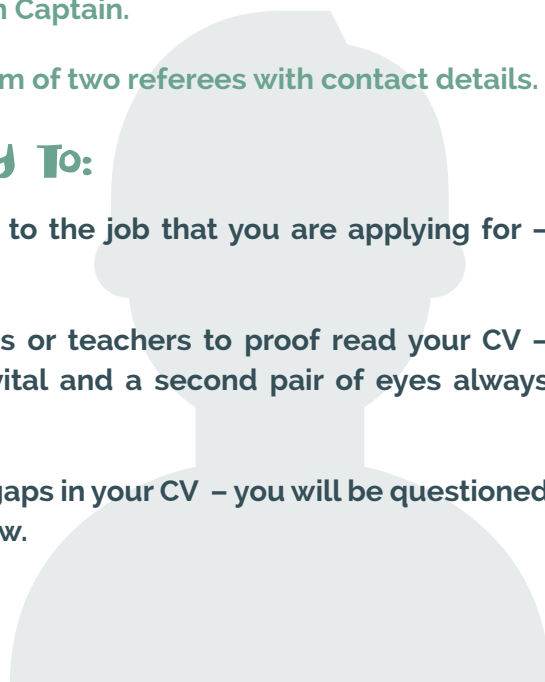 n Captain.
m of two referees with contact details.
y To:
to the job that you are applying for –
s or teachers to proof read your CV –
vital and a second pair of eyes always
gaps in your CV – you will be questioned
w.